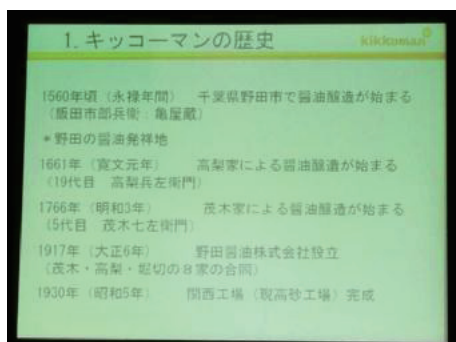 1.キッコーマンの歴史
kikkoman
1560年頃（永禄年間）　千葉県野田市で醤油醸造が始まる
（飯田市郎兵衛：亀屋蔵）
*野田の醤油発祥地
1661年（寛文元年）　高梨家による醤油醸造が始まる
（19代目　高梨兵左衛門）
1766年（明和3年）　茂木家による醤油醸造が始まる
（5代目　茂木七左衛門）
1917年（大正6年）　野田醤油株式会社設立
（茂木・高梨・堀切の８家の合同）
1930年（昭和5年）　関西工場（現高砂工場）完成